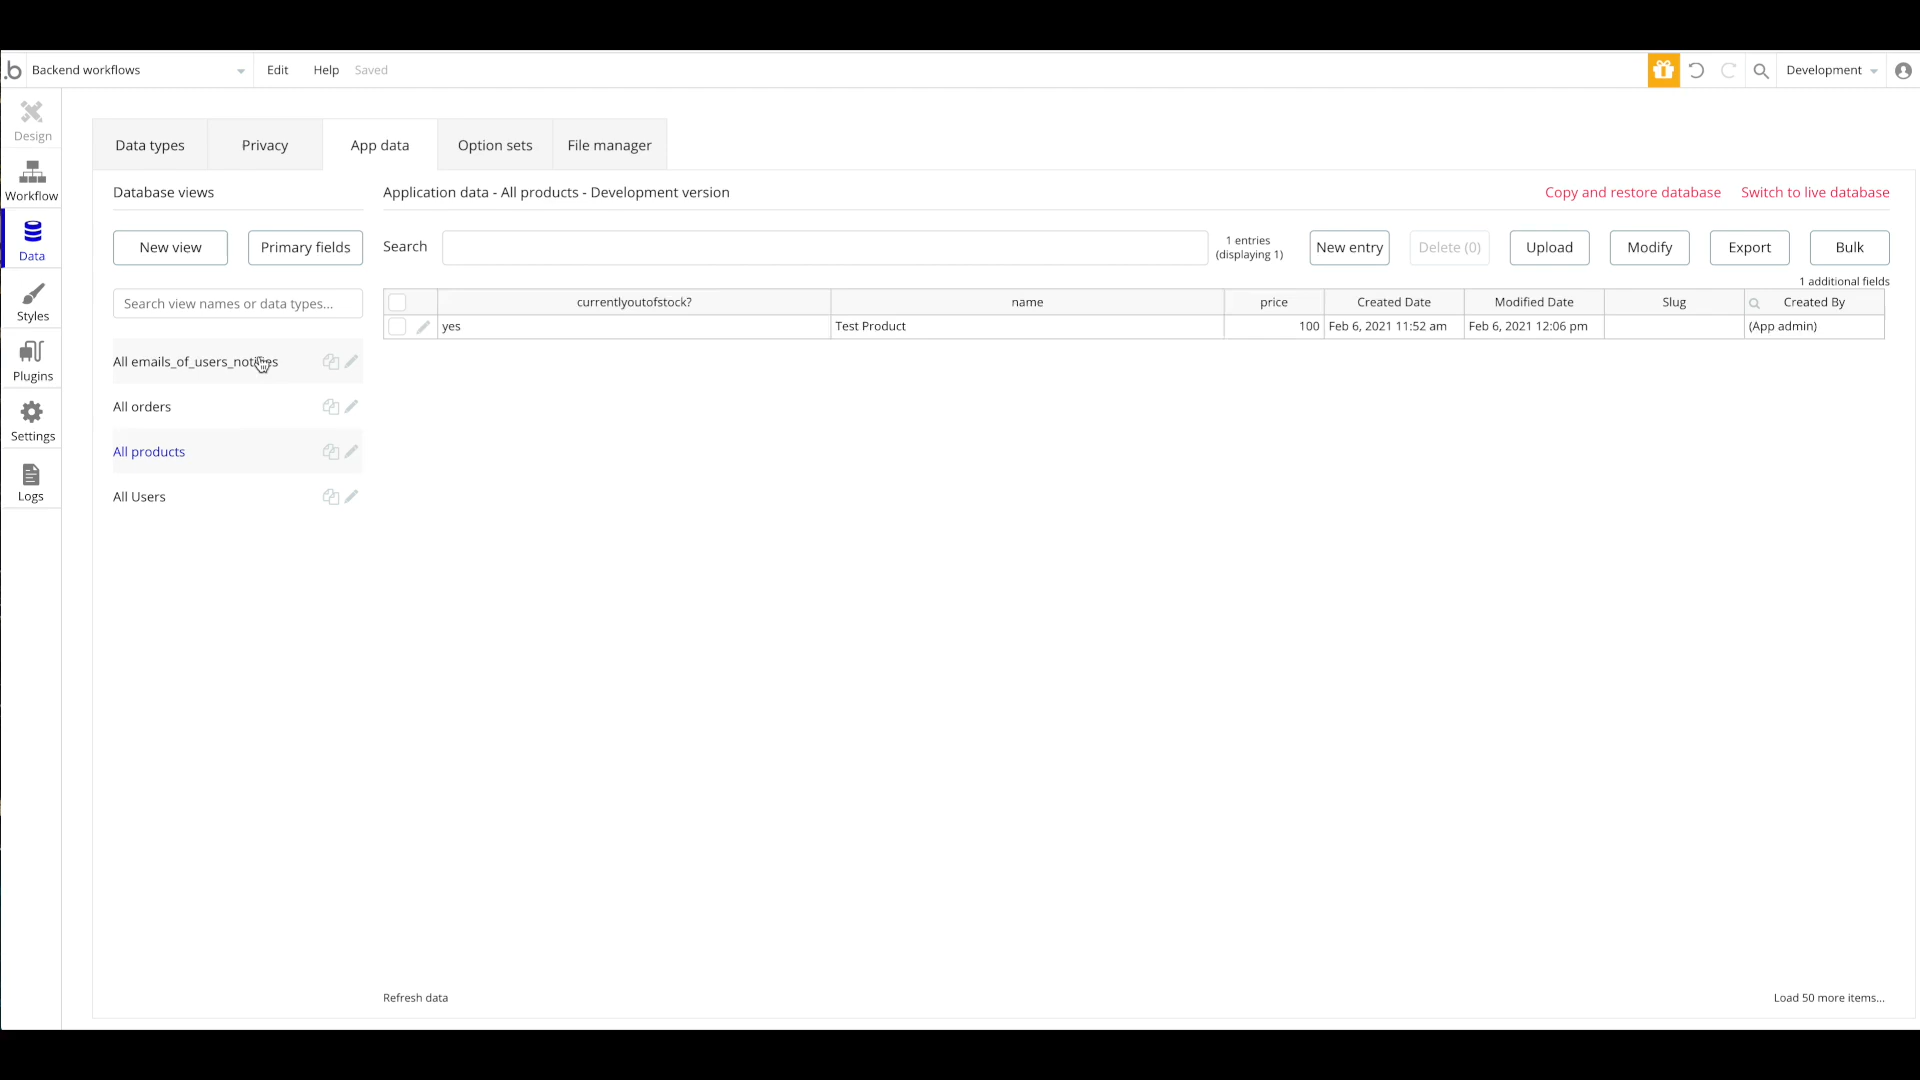 .b Backend workflows Edit Help Saved Development
Design
Workflow
Data
Styles
Plugins
Settings
Logs
Data types Privacy App data Option sets File manager
Database views
New view Primary fields
Search view names or data types...
All orders
All products
All Users
Application data - All products - Development version Copy and restore database Switch to live database
Search 1 entries
(displaying 1)
New entry Delete (0) Upload Modify Export Bulk
1 additional fields
currentlyoutofstock? name price Created Date Modified Date Slug Created By
yes Test Product 100 Feb 6, 2021 11:52 am Feb 6, 2021 12:06 pm (App admin)
Refresh data Load 50 more items...